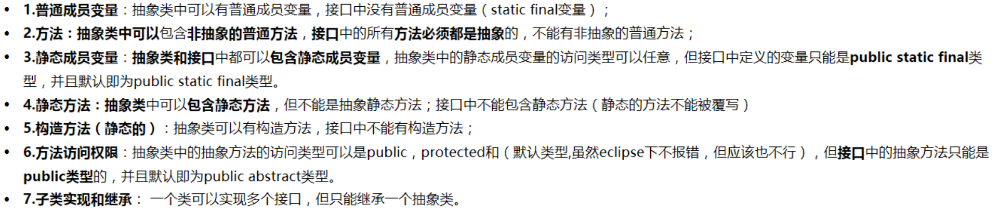 • 1.普通成员变量：抽象类中可以有普通成员变量，接口中没有普通成员变量（static final变量）；
• 2.方法：抽象类中可以包含非抽象的普通方法，接口中的所有方法必须都是抽象的，不能有非抽象的普通方法；
• 3.静态成员变量：抽象类和接口中都可以包含静态成员变量，抽象类中的静态成员变量的访问类型可以任意，但接口中定义的变量只能是public static final类
型，并且默认即为public static final类型。
• 4.静态方法：抽象类中可以包含静态方法，但不能是抽象静态方法；接口中不能包含静态方法（静态的方法不能被覆写）
• 5.构造方法（静态的）：抽象类可以有构造方法，接口中不能有构造方法；
• 6.方法访问权限：抽象类中的抽象方法的访问类型可以是public，protected和（默认类型,虽然eclipse下不报错，但应该也不行），但接口中的抽象方法只能是
public类型的，并且默认即为public abstract类型。
• 7.子类实现和继承： 一个类可以实现多个接口，但只能继承一个抽象类。